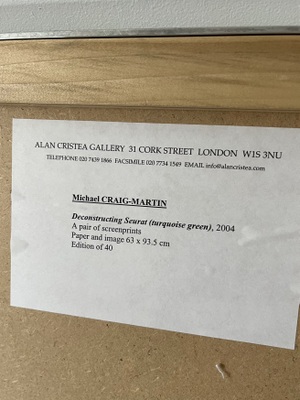 ALAN CRISTEA GALLERY 31 CORK STREET LONDON W1S 3NU
TELEPHONE 020 7439 1866 FACSIMILE 020 7734 1549 EMAIL info@alancristea.com
Michael CRAIG-MARTIN
Deconstructing Seurat (turquoise green), 2004
A pair of screenprints
Paper and image 63 x 93.5 cm
Edition of 40